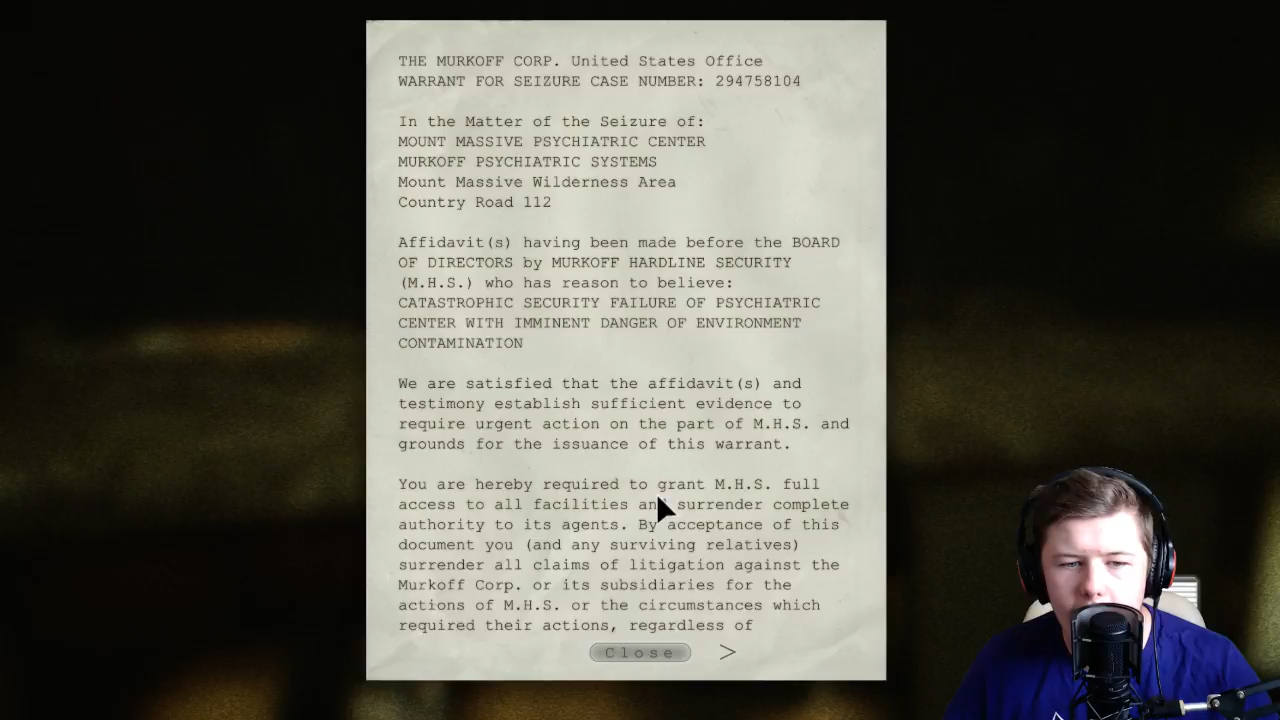 THE MURKOFF CORP. United States Office
WARRANT FOR SEIZURE CASE NUMBER: 294758104
In the Matter of the Seizure of:
MOUNT MASSIVE PSYCHIATRIC CENTER
MURKOFF PSYCHIATRIC SYSTEMS
Mount Massive Wilderness Area
Country Road 112
Affidavit(s) having been made before the BOARD
OF DIRECTORS by MURKOFF HARDLINE SECURITY
(M.H.S.) who has reason to believe:
CATASTROPHIC SECURITY FAILURE OF PSYCHIATRIC
CENTER WITH IMMINENT DANGER OF ENVIRONMENT
CONTAMINATION
We are satisfied that the affidavit(s) and
testimony establish sufficient evidence to
require urgent action on the part of M.H.S. and
grounds for the issuance of this warrant.
You are hereby required to grant M.H.S. full
access to all facilities and surrender complete
authority to its agents. By acceptance of this
document you (and any surviving relatives)
surrender all claims of litigation against the
Murkoff Corp. or its subsidiaries for the
actions of M.H.S. or the circumstances which
required their actions, regardless of
Close >